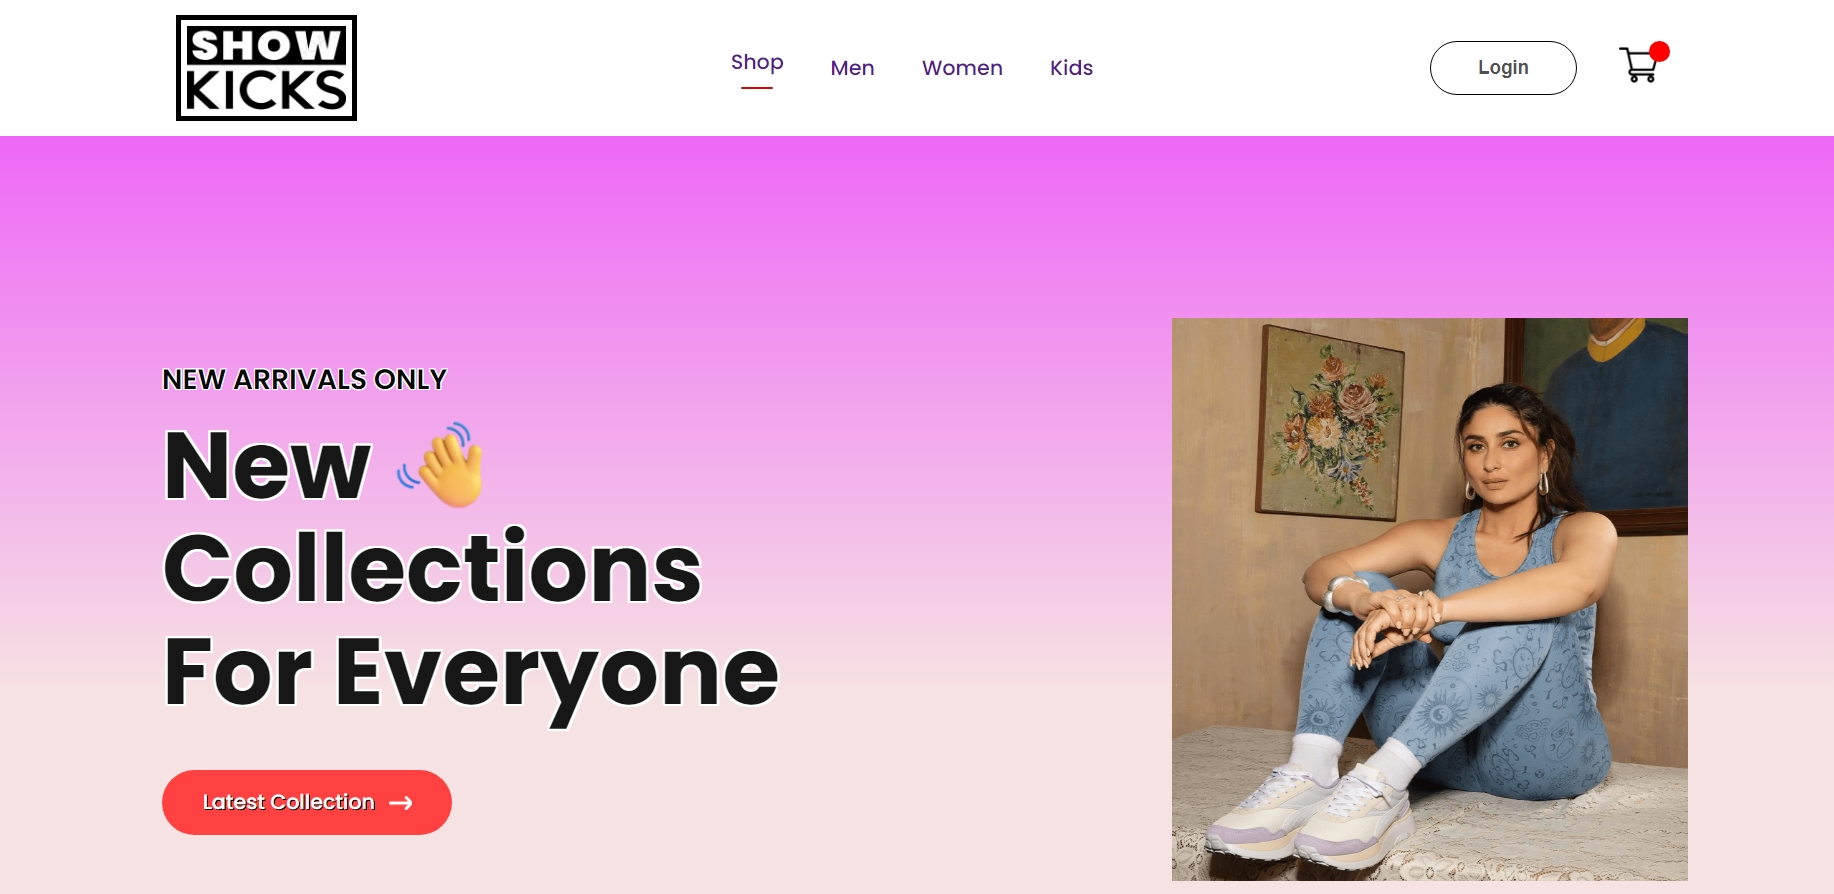 SHOW
KICKS
Shop
Men
Women
Kids
Login
NEW ARRIVALS ONLY
New
Collections
For Everyone
Latest Collection →